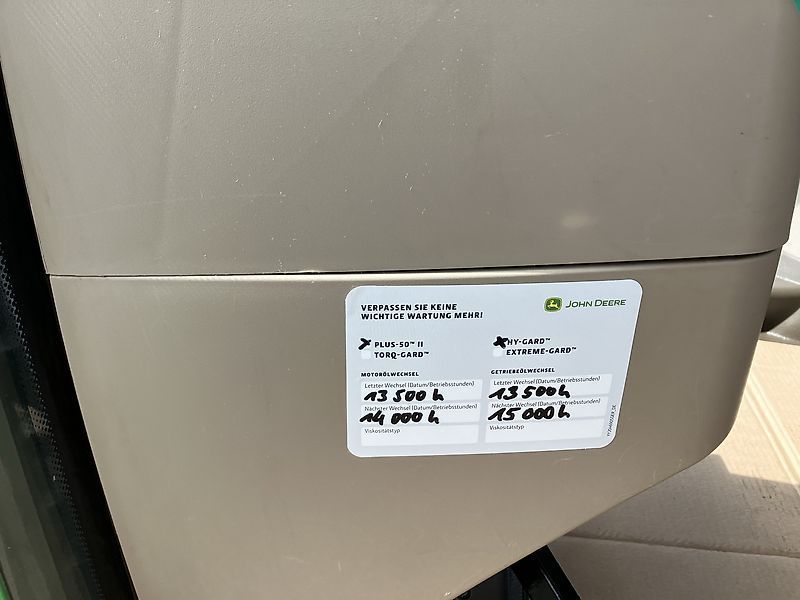 VERPASSEN SIE KEINE
WICHTIGE WARTUNG MEHR!
JOHN DEERE
PLUS-50™ II
TORQ-GARD™
HY-GARD™
EXTREME-GARD™
MOTORÖLWECHSEL
Letzter Wechsel (Datum/Betriebsstunden)
13 500 h
Nächster Wechsel (Datum/Betriebsstunden)
14 000 h
Viskositätstyp
GETRIEBEÖLWECHSEL
Letzter Wechsel (Datum/Betriebsstunden)
13 500 h
Nächster Wechsel (Datum/Betriebsstunden)
15 000 h
Viskositätstyp